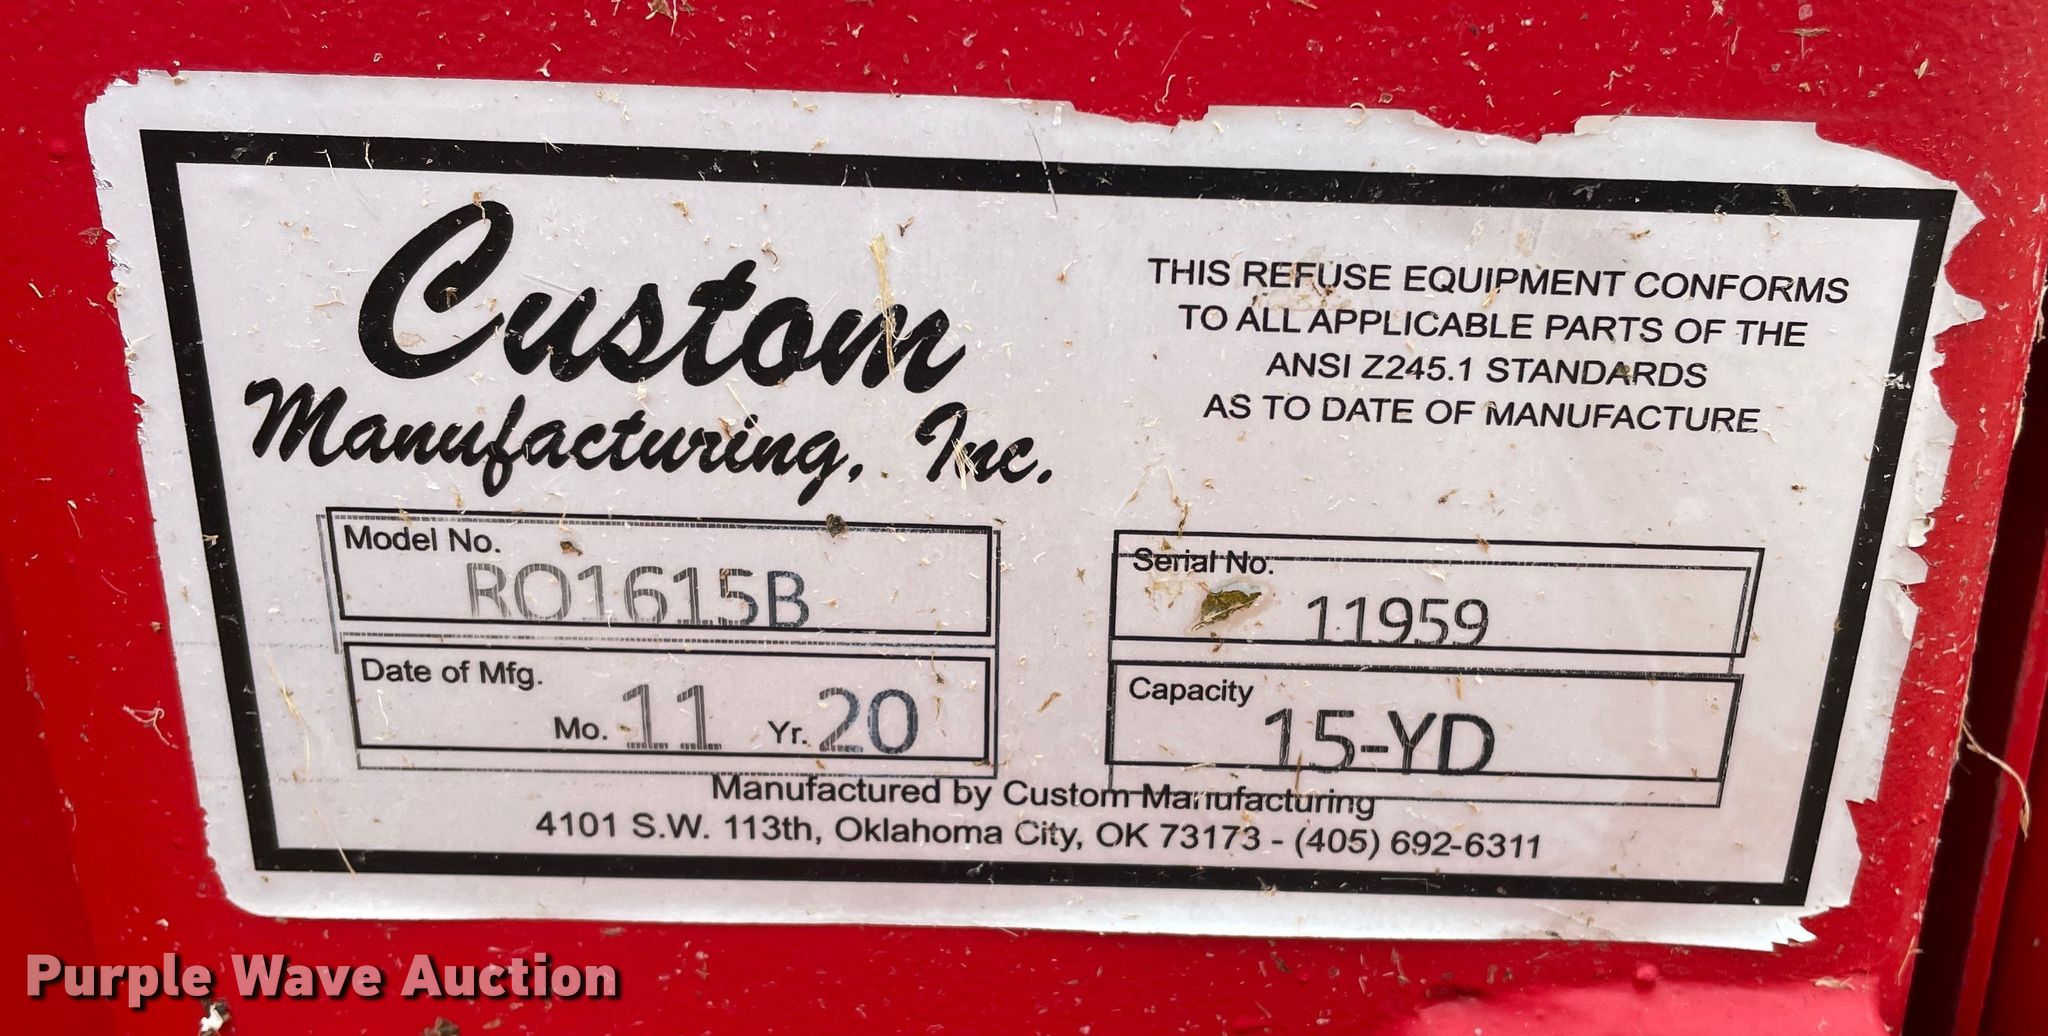 Custom
Manufacturing, Inc.
THIS REFUSE EQUIPMENT CONFORMS
TO ALL APPLICABLE PARTS OF THE
ANSI Z245.1 STANDARDS
AS TO DATE OF MANUFACTURE
Model No.
RO1615B
Serial No.
11959
Date of Mfg.
Mo. 11 Yr. 20
Capacity
15-YD
Manufactured by Custom Manufacturing
4101 S.W. 113th, Oklahoma City, OK 73173 - (405) 692-6311
Purple Wave Auction